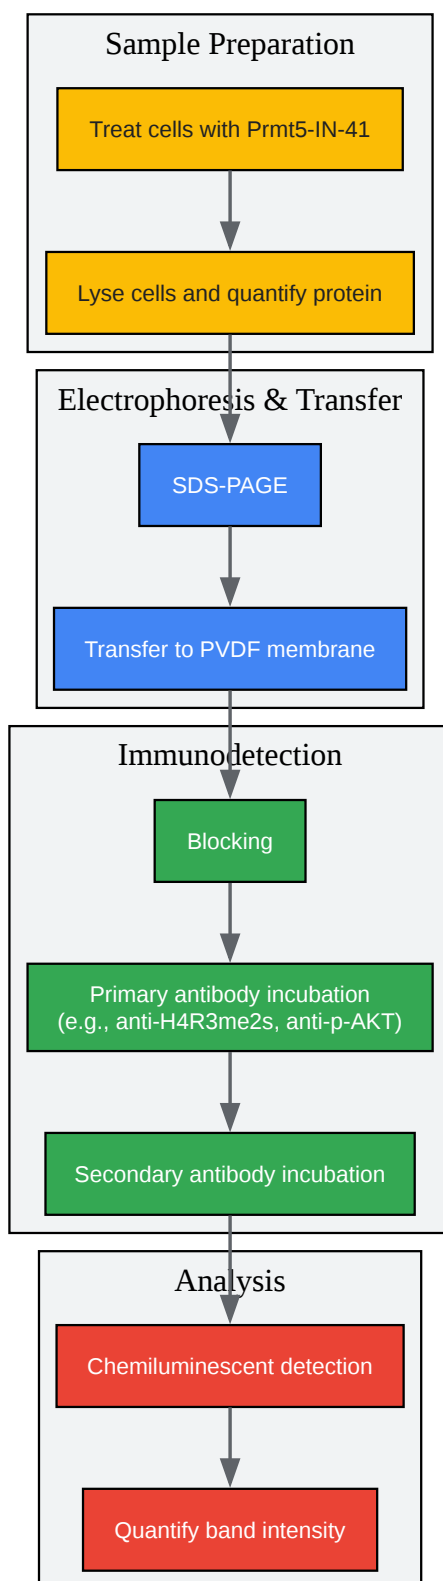 Sample Preparation
Treat cells with Prmt5-IN-41
Lyse cells and quantify protein
Electrophoresis & Transfer
SDS-PAGE
Transfer to PVDF membrane
Immunodetection
Blocking
Primary antibody incubation
(e.g., anti-H4R3me2s, anti-p-AKT)
Secondary antibody incubation
Analysis
Chemiluminescent detection
Quantify band intensity